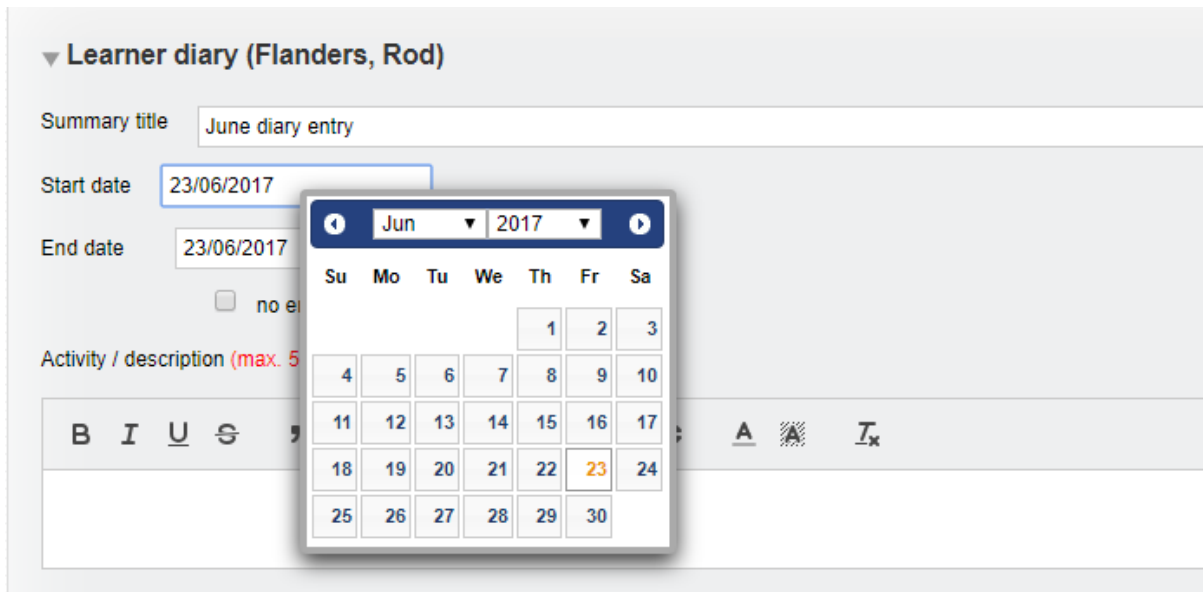 Learner diary (Flanders, Rod)
Summary title June diary entry
Start date 23/06/2017
Jun 2017
End date 23/06/2017
Su Mo Tu We Th Fr Sa
no
1 2 3
Activity / description (max. 5
4 5 6 7 8 9 10
11 12 13 14 15 16 17
B I U S A A Tx
18 19 20 21 22 23 24
25 26 27 28 29 30